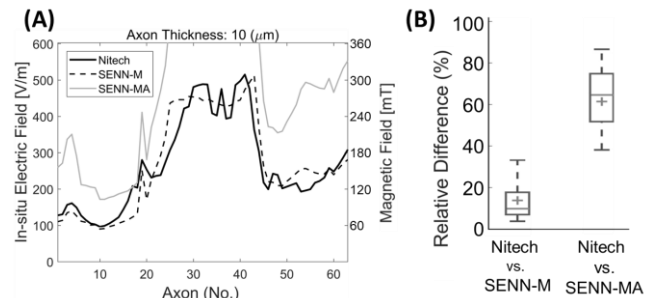 (A)
Axon Thickness: 10 (μm)
Nitech
SENN-M
SENN-MA
In-situ Electric Field [V/m]
600
500
400
300
200
100
0
360
300
240
180
120
60
Magnetic Field [mT]
10
20
30
40
50
60
Axon (No.)
(B)
Relative Difference (%)
100
80
60
40
20
0
Nitech
vs.
SENN-M
Nitech
vs.
SENN-MA